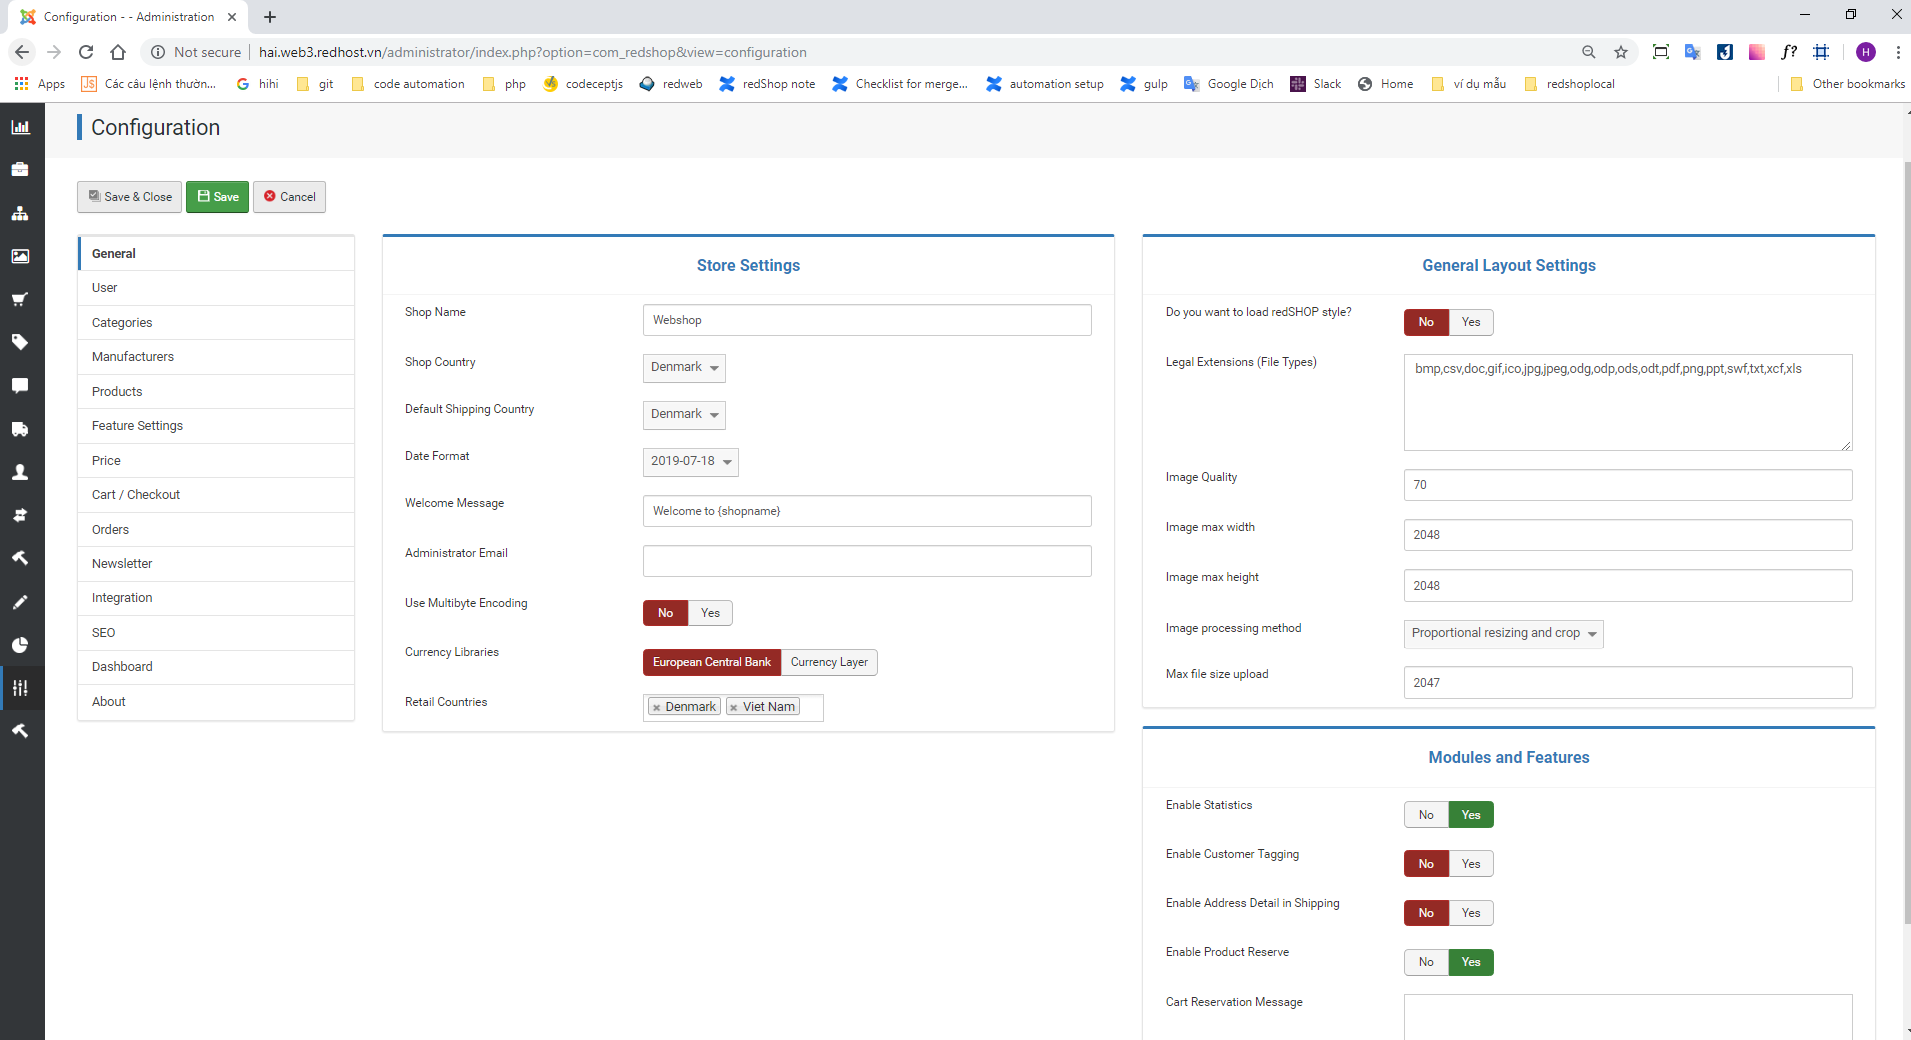 Configuration - - Administration
Not secure
hai.web3.redhost.vn/administrator/index.php?option=com_redshop&view=configuration
f?
H
Apps
JS
Các câu lệnh thườn...
hihi
git
code automation
php
codeceptjs
redweb
redShop note
Checklist for merge...
automation setup
gulp
Google Dịch
Slack
Home
ví dụ mẫu
redshoplocal
Other bookmarks
Configuration
Save & Close
Save
Cancel
General
User
Categories
Manufacturers
Products
Feature Settings
Price
Cart / Checkout
Orders
Newsletter
Integration
SEO
Dashboard
About
Store Settings
Shop Name
Webshop
Shop Country
Denmark
Default Shipping Country
Denmark
Date Format
2019-07-18
Welcome Message
Welcome to {shopname}
Administrator Email
Use Multibyte Encoding
No Yes
Currency Libraries
European Central Bank Currency Layer
Retail Countries
Denmark Viet Nam
General Layout Settings
Do you want to load redSHOP style?
No Yes
Legal Extensions (File Types)
bmp,csv,doc,gif,ico,jpg,jpeg,odg,odp,ods,odt,pdf,png,ppt,swf,txt,xcf,xls
Image Quality
70
Image max width
2048
Image max height
2048
Image processing method
Proportional resizing and crop
Max file size upload
2047
Modules and Features
Enable Statistics
No Yes
Enable Customer Tagging
No Yes
Enable Address Detail in Shipping
No Yes
Enable Product Reserve
No Yes
Cart Reservation Message